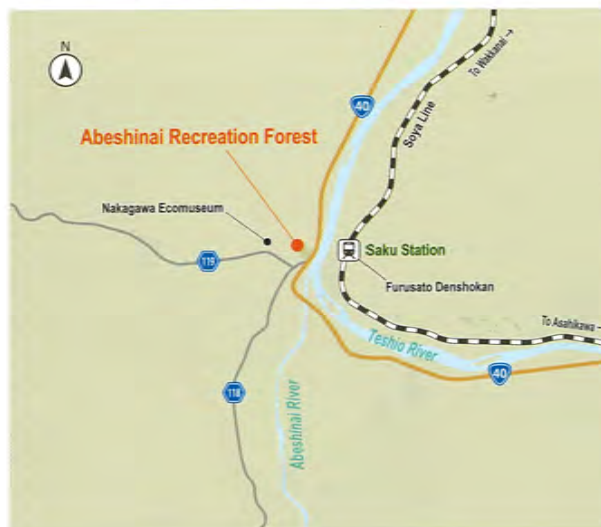 N
To Wakkanai →
40
Soya Line
Abeshinai Recreation Forest
Nakagawa Ecomuseum
Saku Station
119
Furusato Denshokan
To Asahikawa →
Teshio River
40
118
Abeshinai River